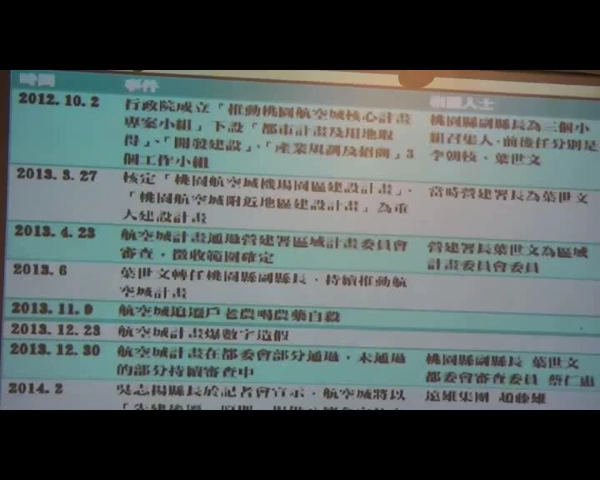 時間 事件 相關人士
2012.10.2 行政院成立「推動桃園航空城核心計畫
專案小組」下設「都市計畫及用地取
得」、「開發建設」、「產業規劃及招商」3
個工作小組
桃園縣副縣長為三個小
組召集人,前後任分別是
李朝枝、葉世文
2013.3.27 核定「桃園航空城機場園區建設計畫」、
「桃園航空城附近地區建設計畫」為重
人建設計畫
當時營建署長為葉世文
2013.4.23 航空城計畫通過營建署區域計畫委員會
審查,徵收範圍確定
營建署長葉世文為區域
計畫委員會委員
2013.6 葉世文轉任桃園縣副縣長,持續推動航
空城計畫
2013.11.9 航空城迫遷戶老農喝農藥自殺
2013.12.23 航空城計畫爆數字造假
2013.12.30 航空城計畫在都委會部分通過,未通過
的部分持續審查中
桃園縣副縣長 葉世文
都委會審查委員 蔡仁惠
2014.2 吳志揚縣長於記者會宣示,航空城將以
遠雄集團 趙藤雄